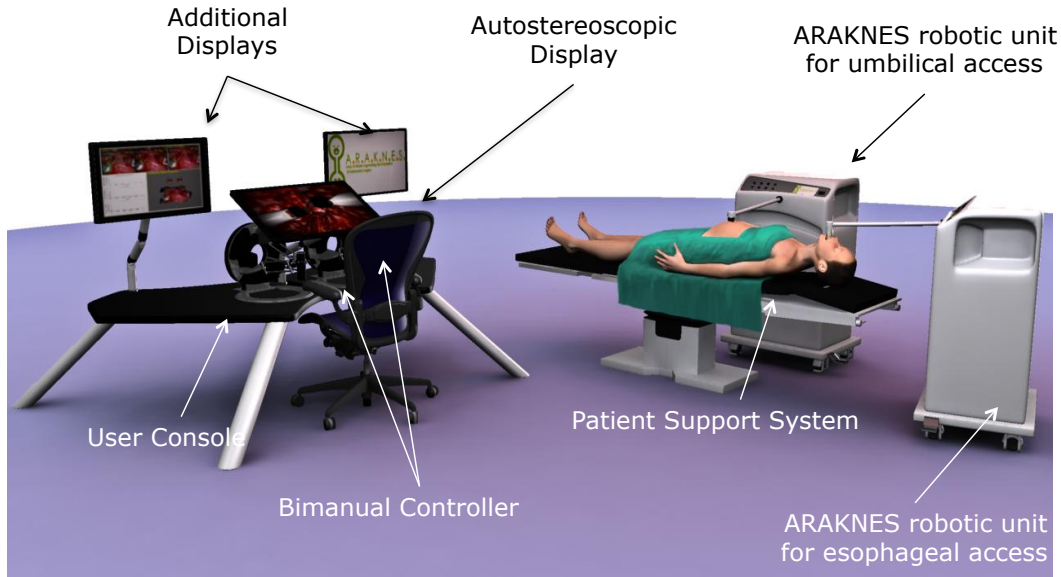 Additional
Displays
Autostereoscopic
Display
ARAKNES robotic unit
for umbilical access
A.R.A.K.N.E.S.
User Console
Bimanual Controller
Patient Support System
ARAKNES robotic unit
for esophageal access